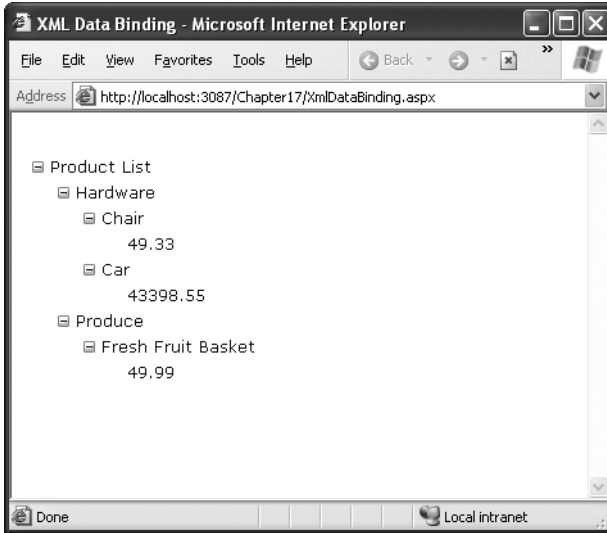 XML Data Binding - Microsoft Internet Explorer
File Edit View Favorites Tools Help Back »
Address http://localhost:3087/Chapter17/XmlDataBinding.aspx
Product List
Hardware
Chair
49.33
Car
43398.55
Produce
Fresh Fruit Basket
49.99
Done Local intranet